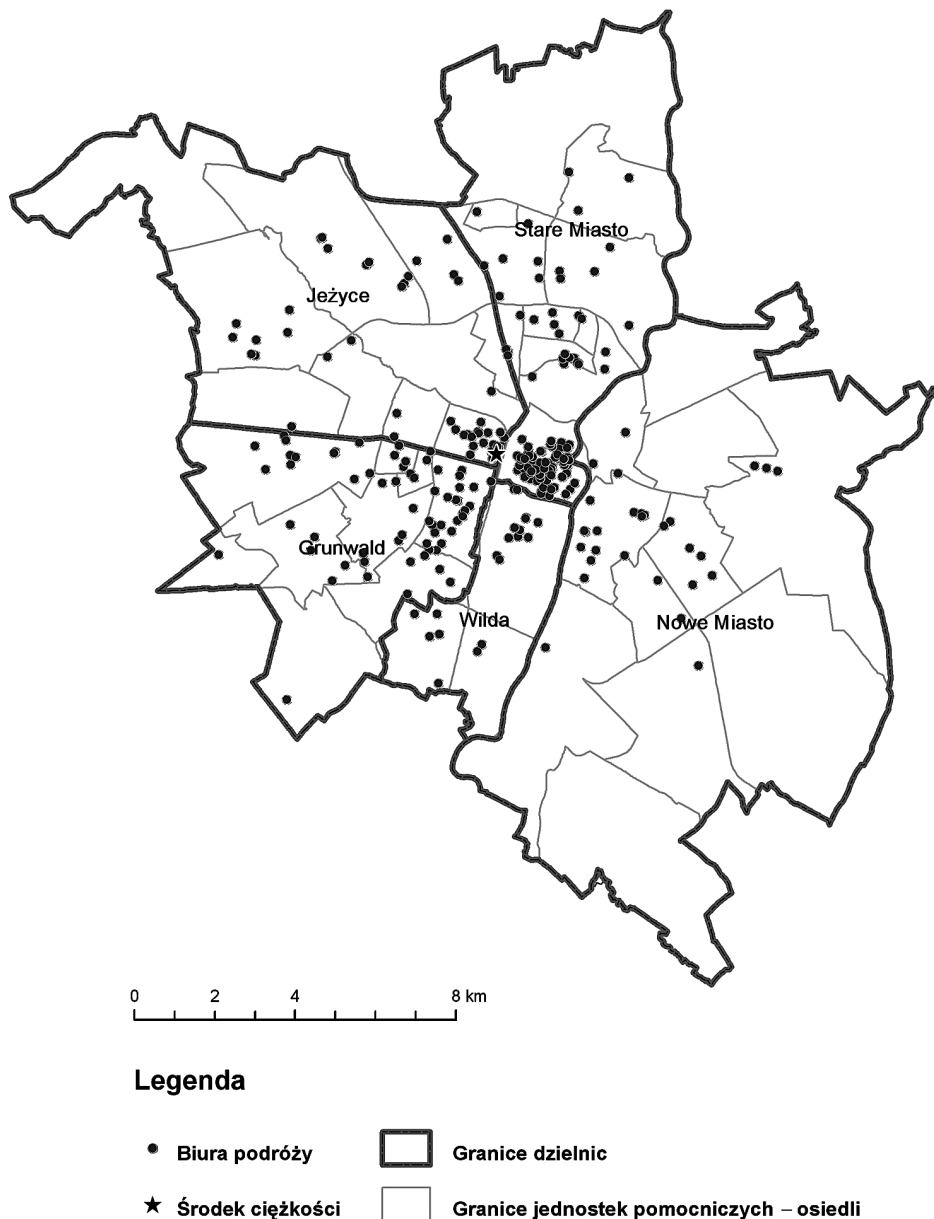 Stare Miasto
Jeżyce
Grunwald
Wilda
Nowe Miasto
0 2 4 8 km
Legenda
Biura podróży Granice dzielnic
Środek ciężkości Granice jednostek pomocniczych – osiedli